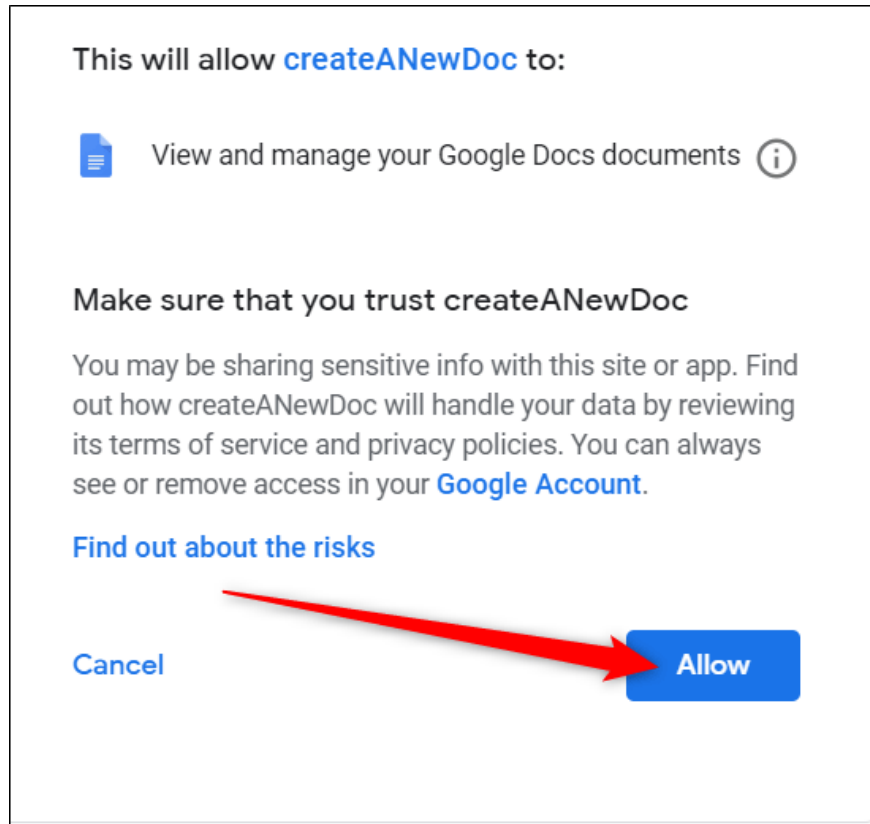 This will allow createANewDoc to:
View and manage your Google Docs documents
Make sure that you trust createANewDoc
You may be sharing sensitive info with this site or app. Find
out how createANewDoc will handle your data by reviewing
its terms of service and privacy policies. You can always
see or remove access in your Google Account.
Find out about the risks
Cancel
Allow